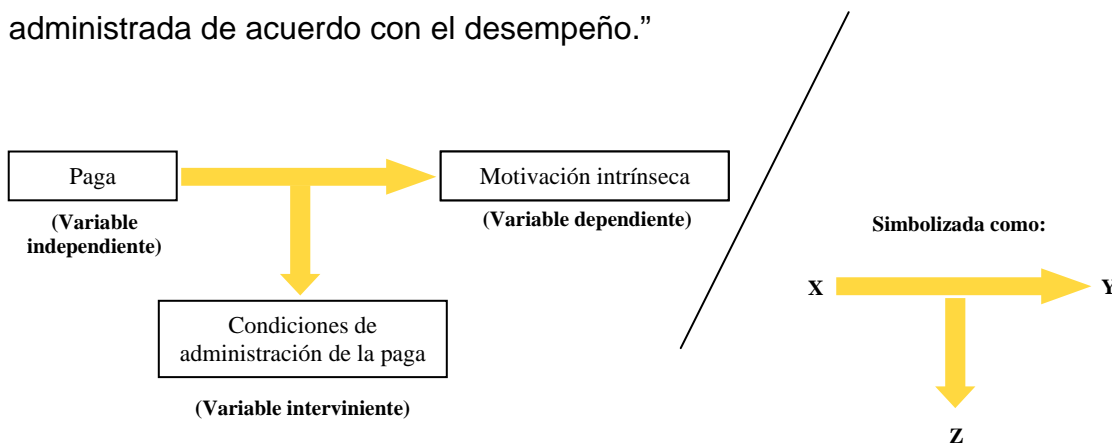 administrada de acuerdo con el desempeño.”
Paga
(Variable
independiente)
Motivación intrínseca
(Variable dependiente)
Condiciones de
administración de la paga
(Variable interviniente)
Simbolizada como:
X
Y
Z